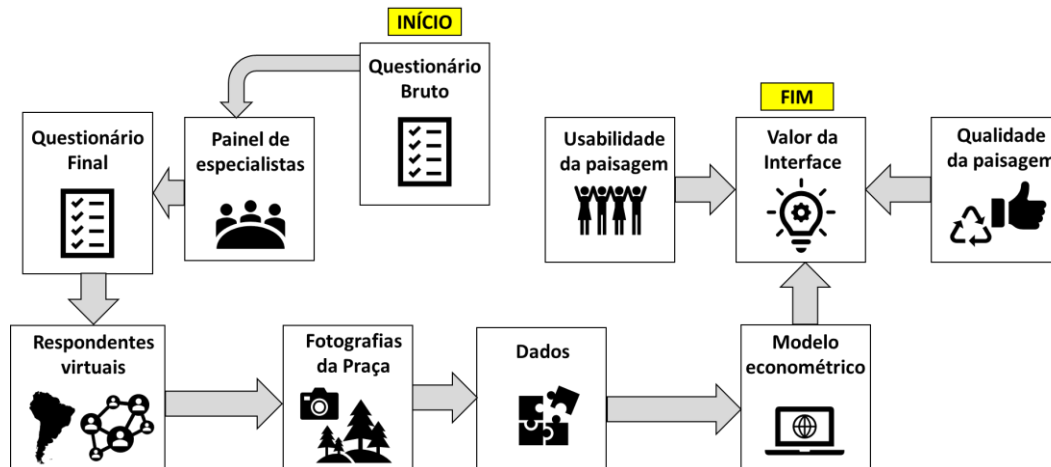 INÍCIO
Questionário
Bruto
Painel de
especialistas
Questionário
Final
Respondentes
virtuais
Fotografias
da Praça
Dados
Modelo
econométrico
FIM
Valor da
Interface
Usabilidade
da paisagem
Qualidade
da paisagem